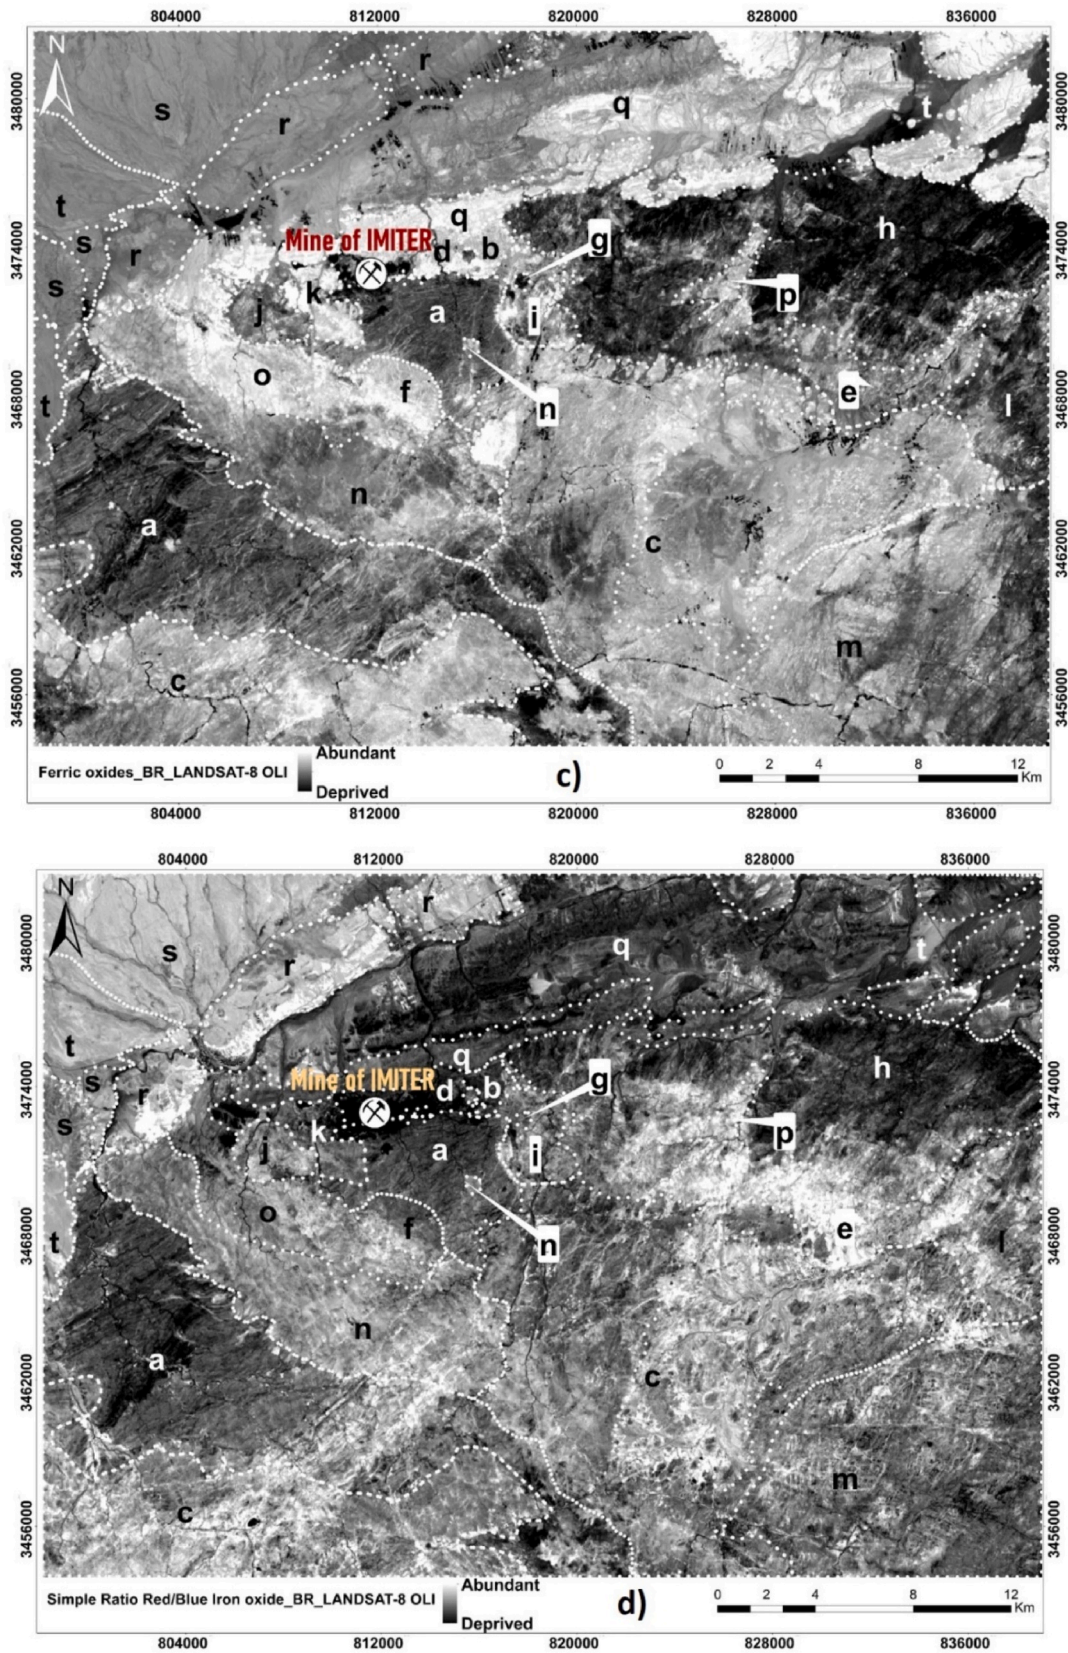 804000 812000 820000 828000 836000
N
3480000
3480000
s
r
r
q
t
t
s
r
s
q
h
Mine of IMITER
d
b
g
3474000
3474000
j
k
a
i
p
o
f
n
e
l
3468000
3468000
t
n
a
c
3462000
3462000
m
c
3456000
3456000
Ferric oxides_BR_LANDSAT-8 OLI
Abundant
Deprived
c)
0 2 4 8 12
Km
804000 812000 820000 828000 836000
804000 812000 820000 828000 836000
N
3480000
3480000
s
r
r
q
t
t
s
r
s
q
h
Mine of IMITER
d
b
g
3474000
3474000
j
k
a
i
p
o
f
n
e
l
3468000
3468000
t
n
a
c
3462000
3462000
m
c
3456000
3456000
Simple Ratio Red/Blue Iron oxide_BR_LANDSAT-8 OLI
Abundant
Deprived
d)
0 2 4 8 12
Km
804000 812000 820000 828000 836000